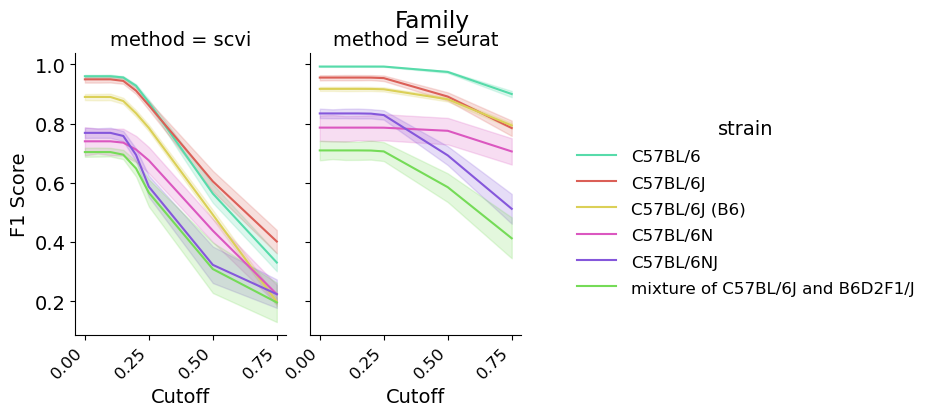 Family
method = scvi
method = seurat
F1 Score
1.0
0.8
0.6
0.4
0.2
0.00
0.25
0.50
0.75
Cutoff
0.00
0.25
0.50
0.75
Cutoff
strain
C57BL/6
C57BL/6J
C57BL/6J (B6)
C57BL/6N
C57BL/6NJ
mixture of C57BL/6J and B6D2F1/J